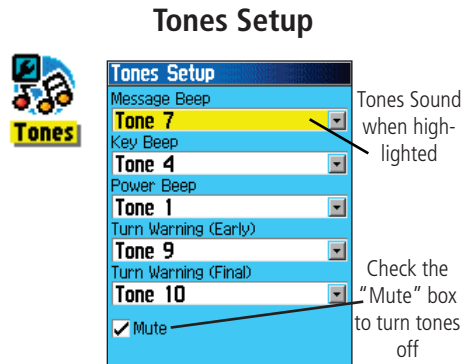 Tones Setup
Tones
Tones Setup
Message Beep
Tone 7
Key Beep
Tone 4
Power Beep
Tone 1
Turn Warning (Early)
Tone 9
Turn Warning (Final)
Tone 10
Mute
Tones Sound
when high-
lighted
Check the
“Mute” box
to turn tones
off